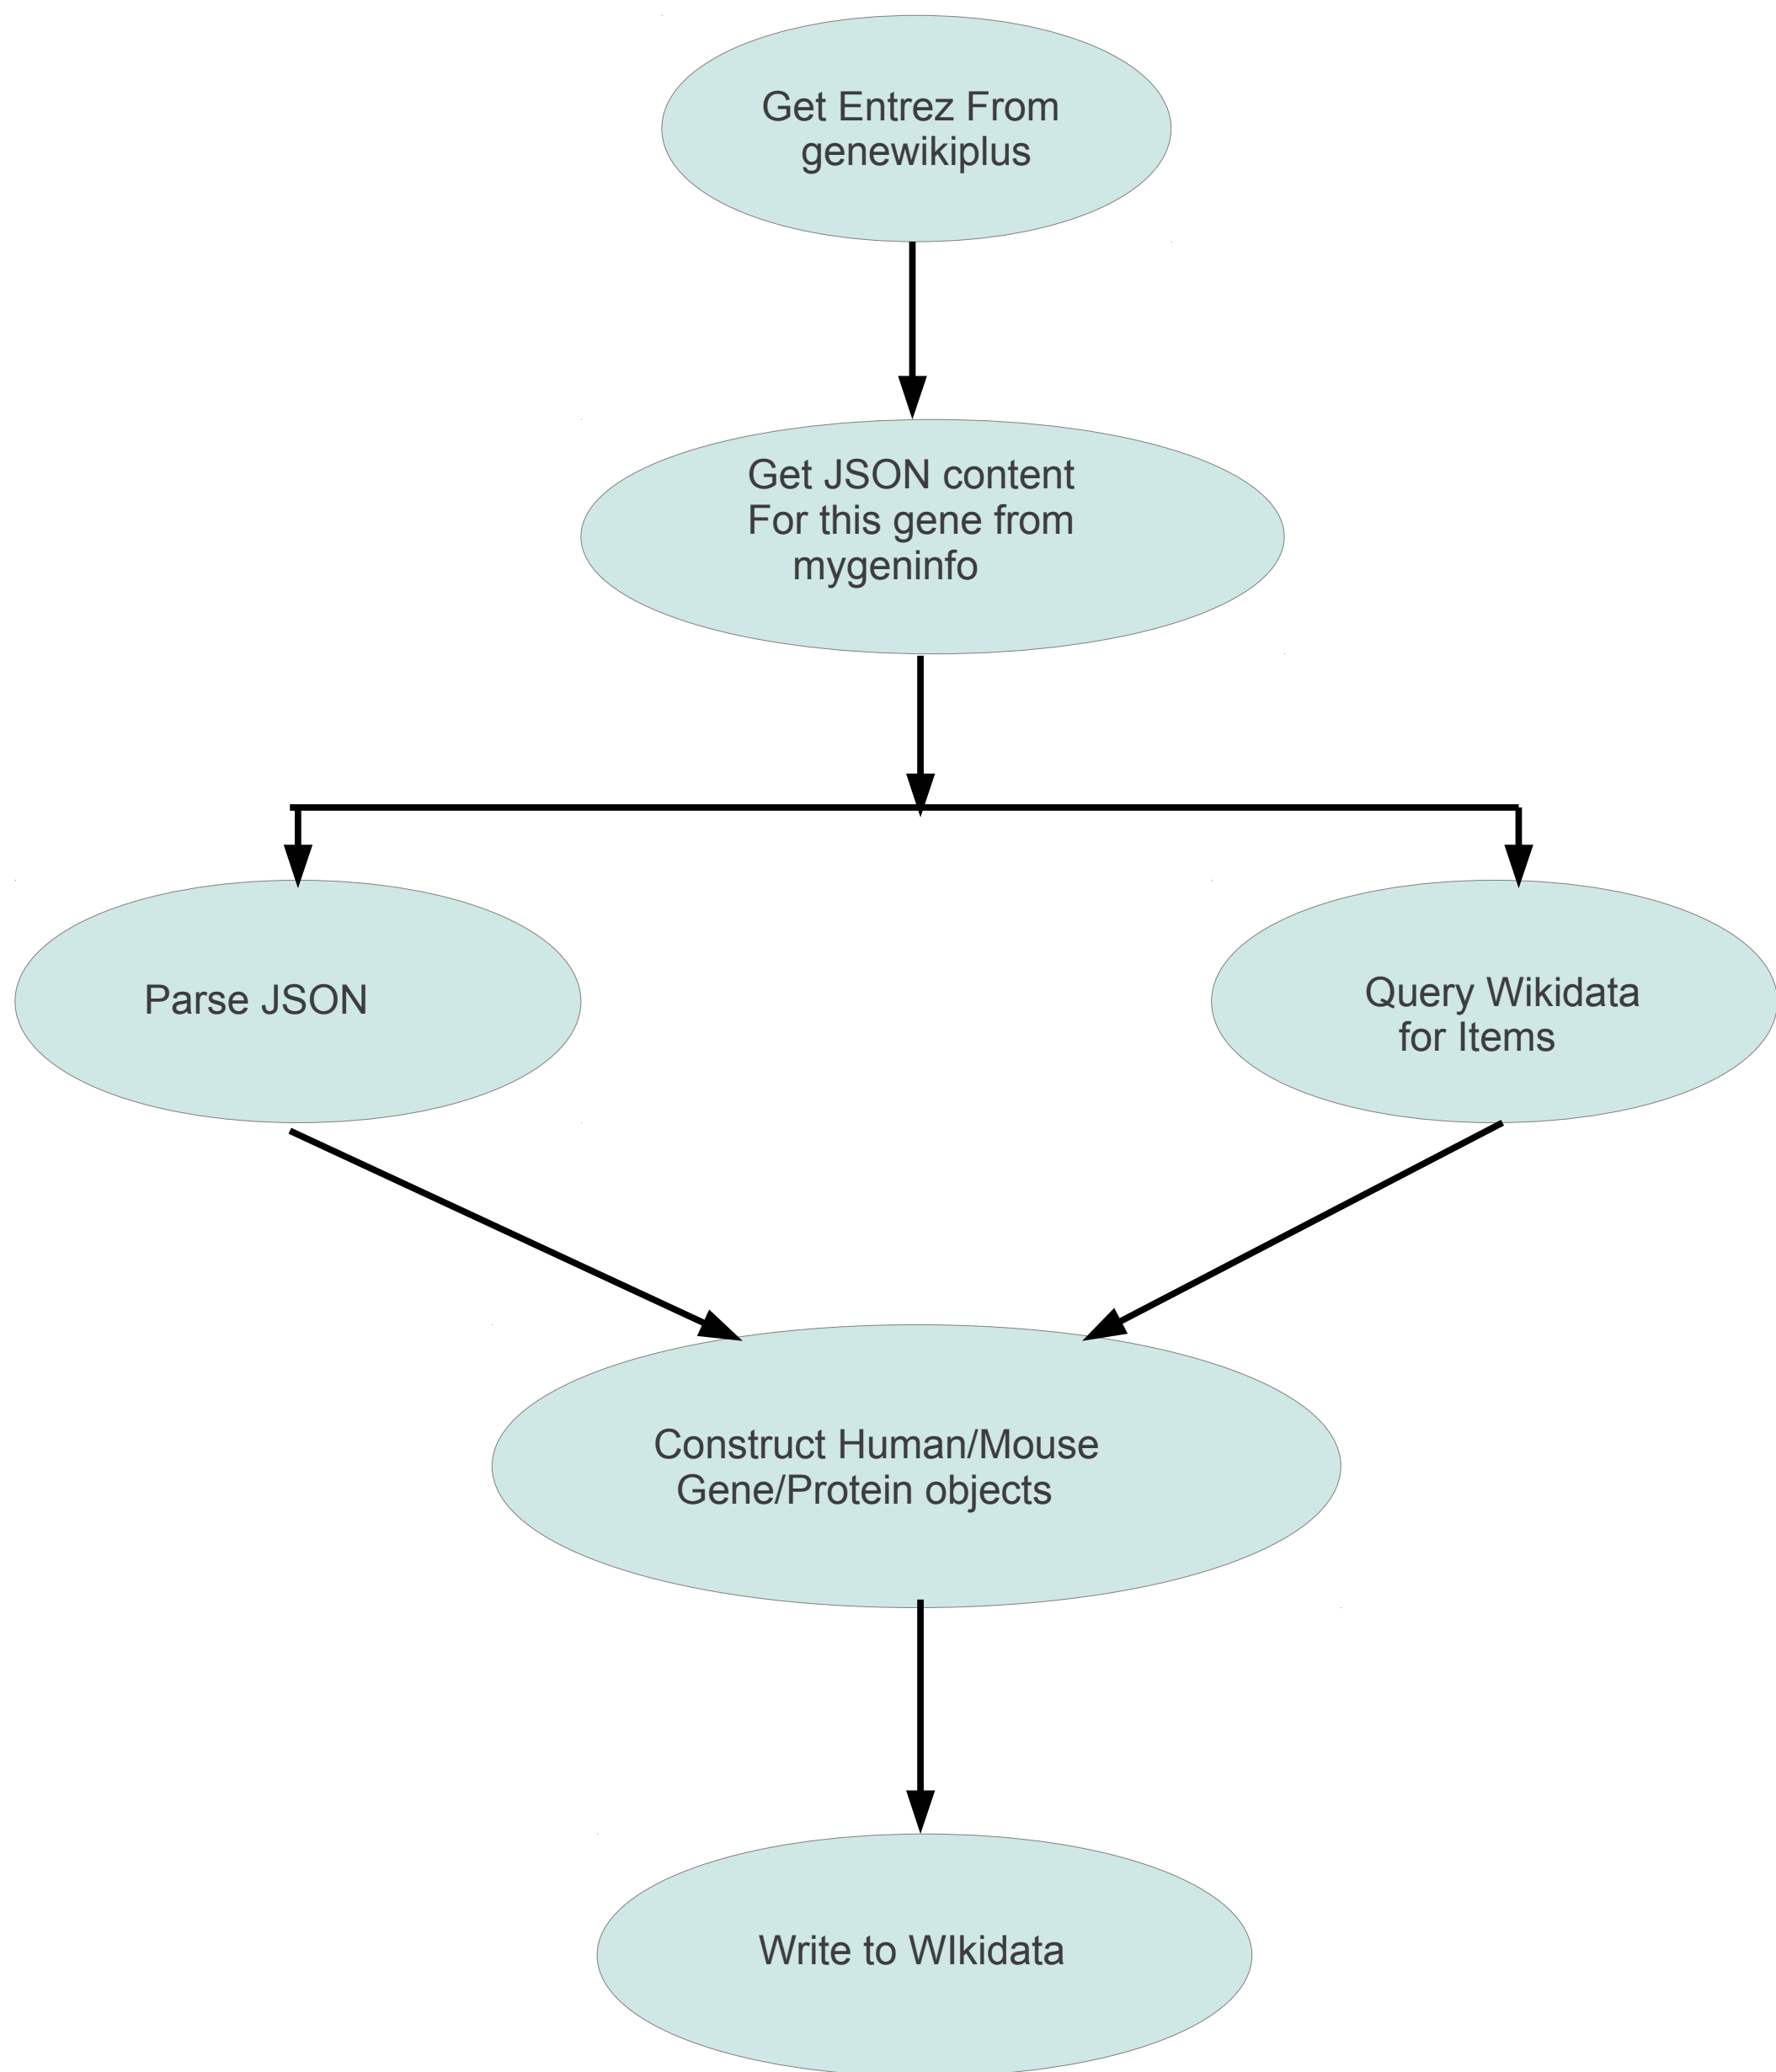 Get Entrez From
genewikiplus
Get JSON content
For this gene from
mygeninfo
Parse JSON
Query Wikidata
for Items
Construct Human/Mouse
Gene/Protein objects
Write to WIkidata